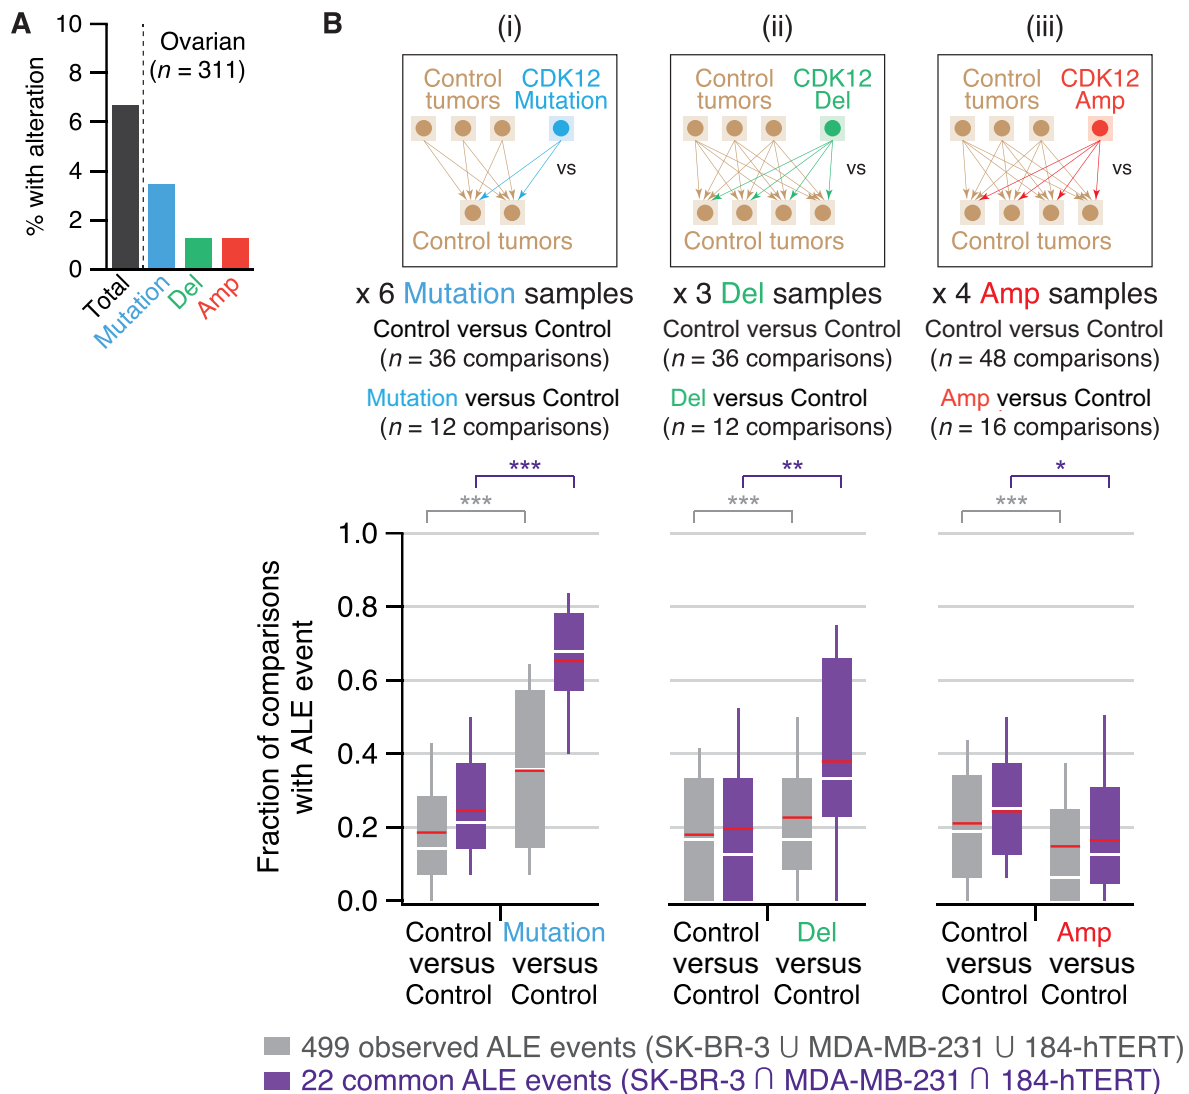 A
10
8
6
4
2
0
% with alteration
Ovarian
(n = 311)
Total
Mutation
Del
Amp
B
(i)
Control
tumors
CDK12
Mutation
vs
Control tumors
x 6 Mutation samples
Control versus Control
(n = 36 comparisons)
Mutation versus Control
(n = 12 comparisons)
(ii)
Control
tumors
CDK12
Del
vs
Control tumors
x 3 Del samples
Control versus Control
(n = 36 comparisons)
Del versus Control
(n = 12 comparisons)
(iii)
Control
tumors
CDK12
Amp
vs
Control tumors
x 4 Amp samples
Control versus Control
(n = 48 comparisons)
Amp versus Control
(n = 16 comparisons)
Fraction of comparisons
with ALE event
1.0
0.8
0.6
0.4
0.2
0.0
***
***
**
***
*
***
Control
versus
Control
Mutation
versus
Control
Control
versus
Control
Del
versus
Control
Control
versus
Control
Amp
versus
Control
499 observed ALE events (SK-BR-3 ∪ MDA-MB-231 ∪ 184-hTERT)
22 common ALE events (SK-BR-3 ∩ MDA-MB-231 ∩ 184-hTERT)